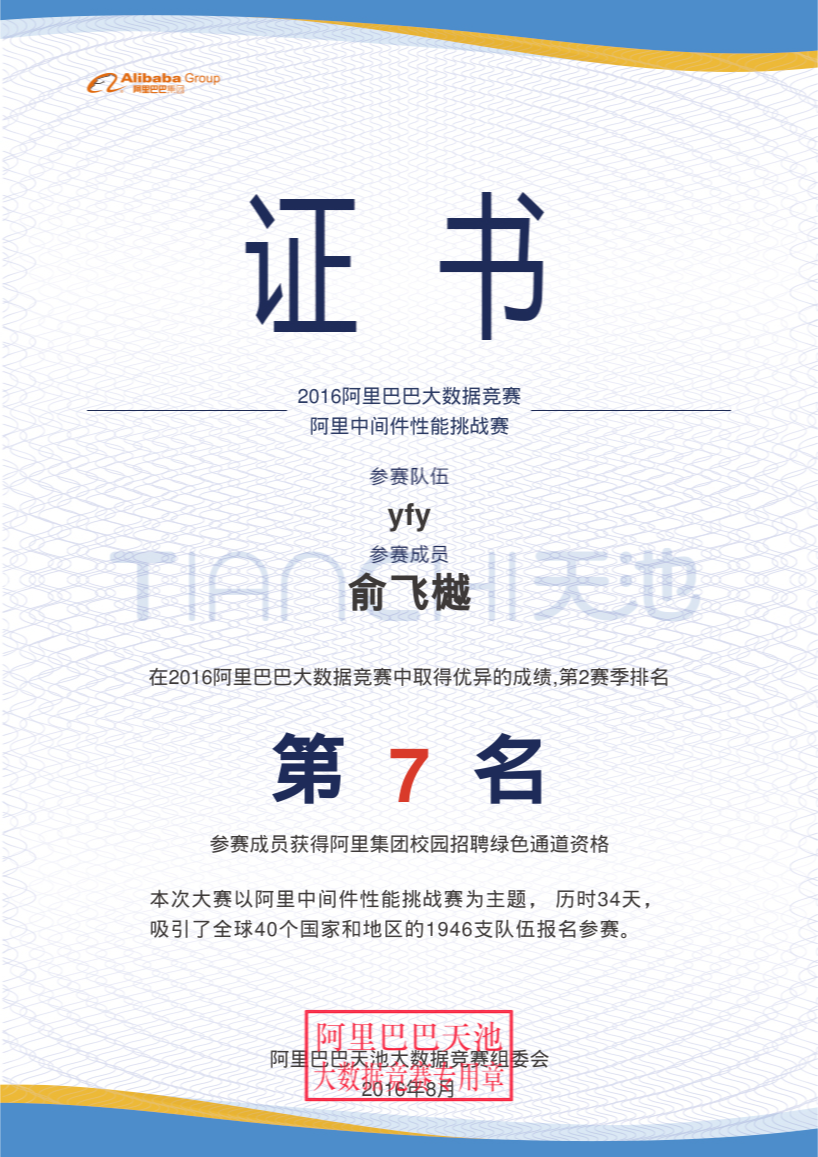 Alibaba Group
阿里巴巴集团
证 书
2016阿里巴巴大数据竞赛
阿里中间件性能挑战赛
参赛队伍
yfy
参赛成员
俞飞樾
TIANCHI天池
在2016阿里巴巴大数据竞赛中取得优异的成绩,第2赛季排名
第 7 名
参赛成员获得阿里集团校园招聘绿色通道资格
本次大赛以阿里中间件性能挑战赛为主题， 历时34天，
吸引了全球40个国家和地区的1946支队伍报名参赛。
阿里巴巴天池
阿里巴巴天池大数据竞赛组委会
大数据竞赛专用章
2016年8月